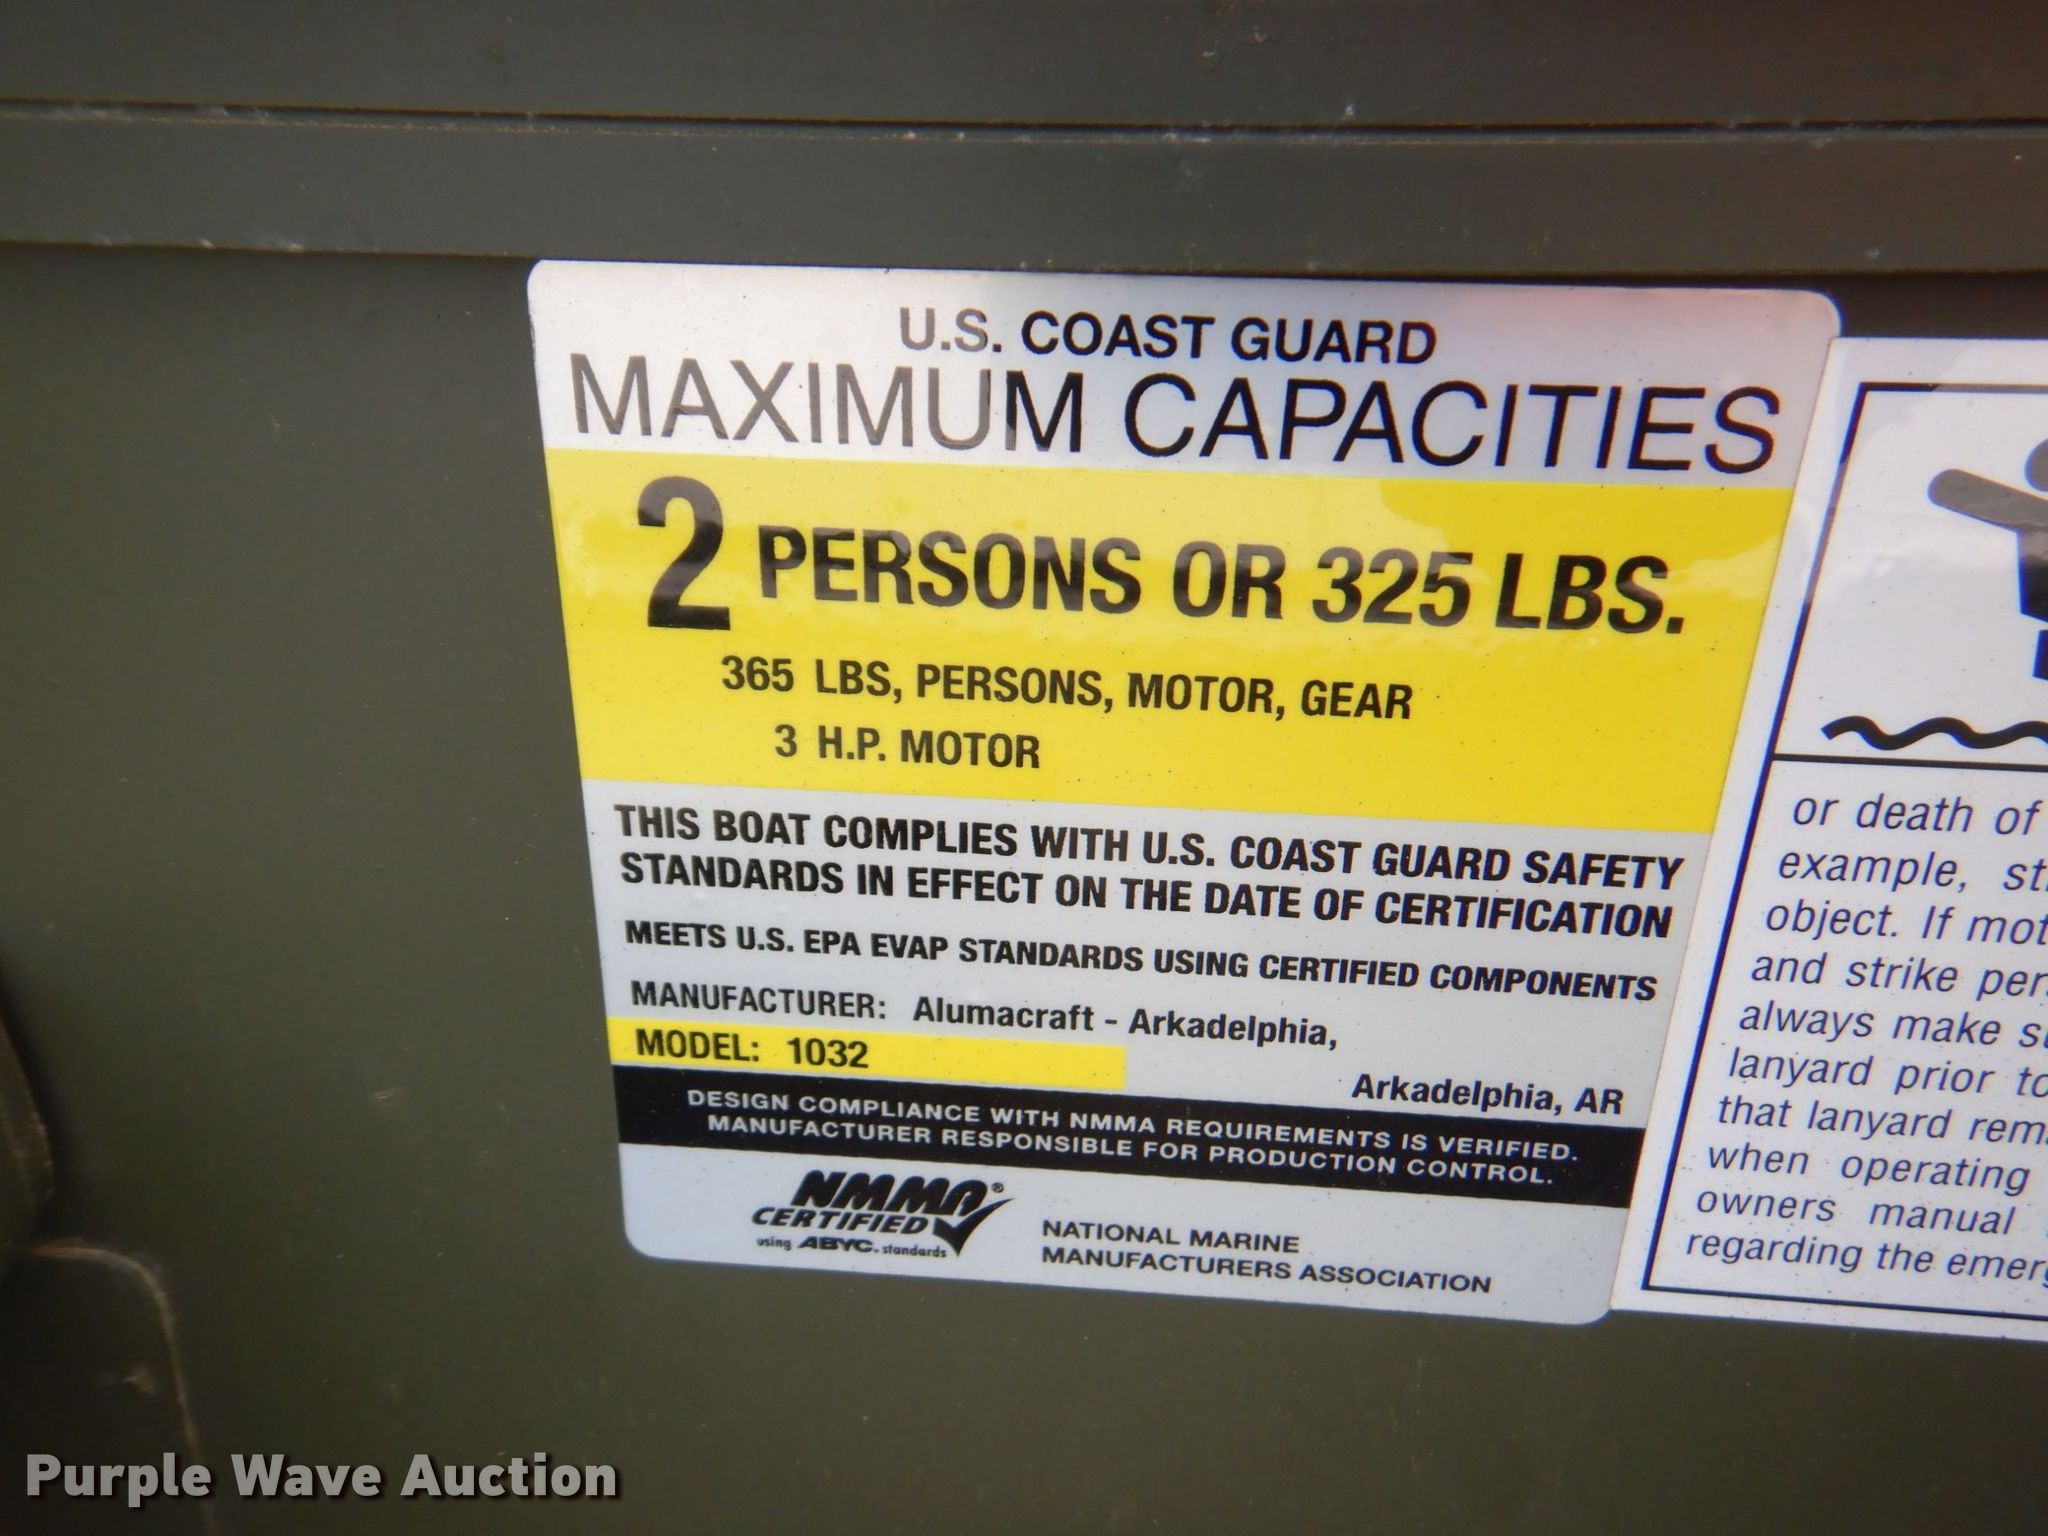 U.S. COAST GUARD
MAXIMUM CAPACITIES
2 PERSONS OR 325 LBS.
365 LBS, PERSONS, MOTOR, GEAR
3 H.P. MOTOR
THIS BOAT COMPLIES WITH U.S. COAST GUARD SAFETY
STANDARDS IN EFFECT ON THE DATE OF CERTIFICATION
MEETS U.S. EPA EVAP STANDARDS USING CERTIFIED COMPONENTS
MANUFACTURER: Alumacraft - Arkadelphia,
Arkadelphia, AR
MODEL: 1032
DESIGN COMPLIANCE WITH NMMA REQUIREMENTS IS VERIFIED.
MANUFACTURER RESPONSIBLE FOR PRODUCTION CONTROL.
NMMA®
CERTIFIED
using ABYC. standards
NATIONAL MARINE
MANUFACTURERS ASSOCIATION
or death of
example,
object. If
and strike
always make
lanyard prior to
that lanyard
when operating
owners manual
regarding the
Purple Wave Auction